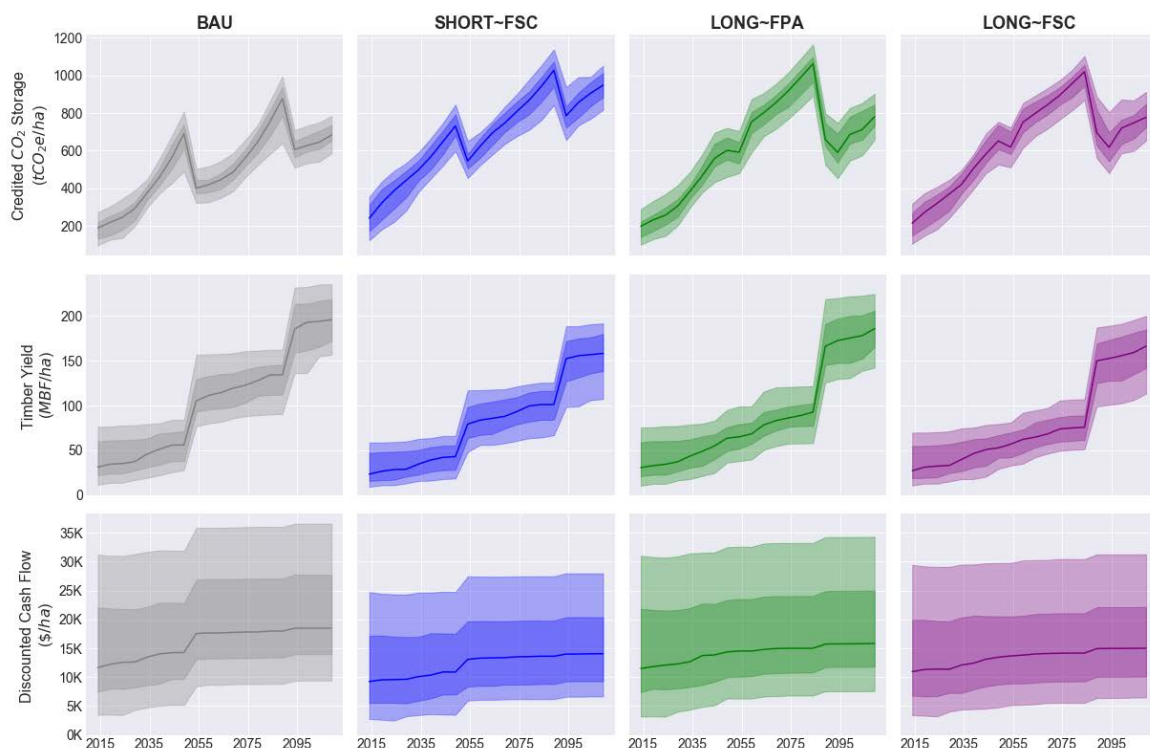 BAU SHORT~FSC LONG~FPA LONG~FSC
1200
1000
800
600
400
200
Credited CO₂ Storage
(tCO₂e/ha)
200
150
100
50
0
Timber Yield
(MBF/ha)
35K
30K
25K
20K
15K
10K
5K
0K
Discounted Cash Flow
($/ha)
2015 2035 2055 2075 2095 2015 2035 2055 2075 2095 2015 2035 2055 2075 2095 2015 2035 2055 2075 2095